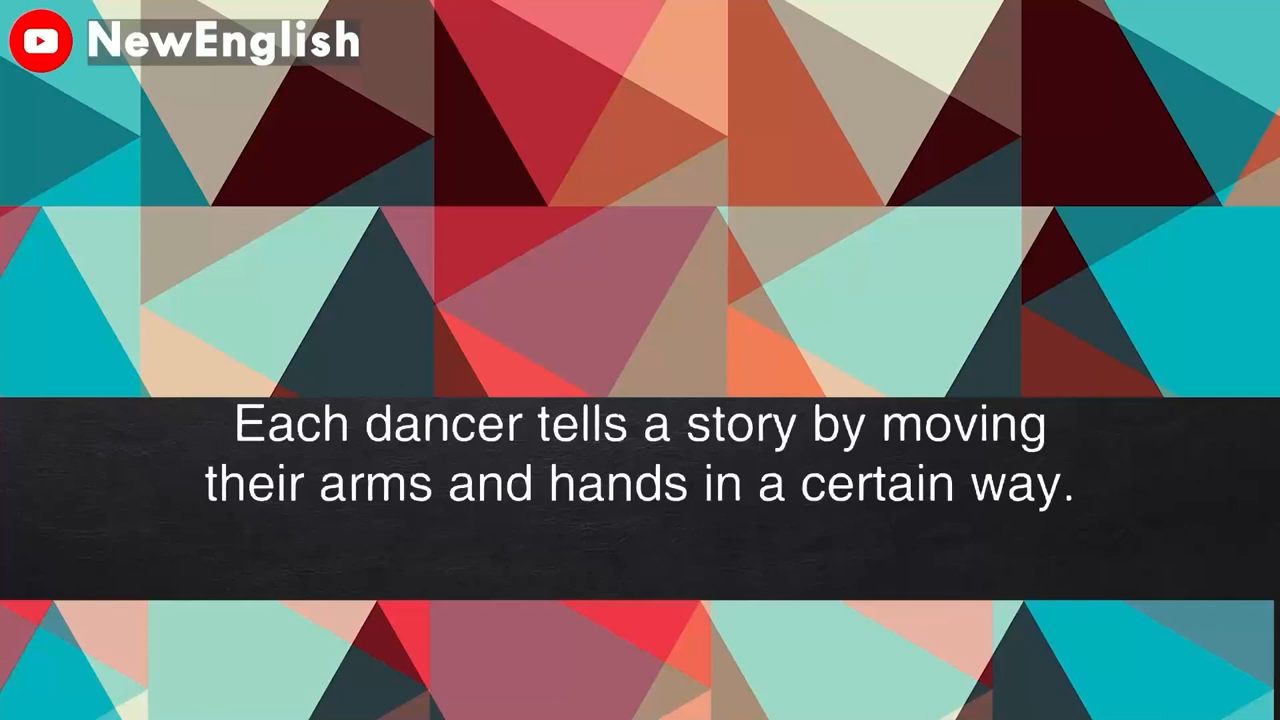 NewEnglish
Each dancer tells a story by moving
their arms and hands in a certain way.